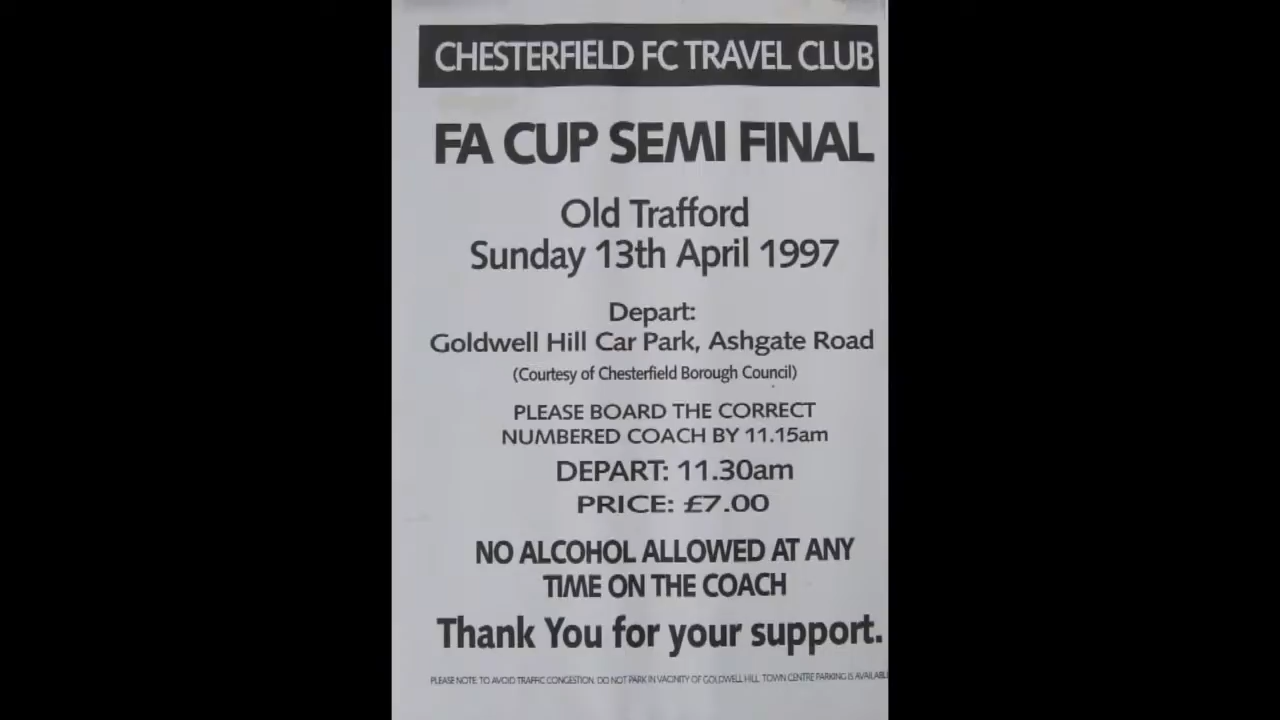 CHESTERFIELD FC TRAVEL CLUB
FA CUP SEMI FINAL
Old Trafford
Sunday 13th April 1997
Depart:
Goldwell Hill Car Park, Ashgate Road
(Courtesy of Chesterfield Borough Council)
PLEASE BOARD THE CORRECT
NUMBERED COACH BY 11.15am
DEPART: 11.30am
PRICE: £7.00
NO ALCOHOL ALLOWED AT ANY
TIME ON THE COACH
Thank You for your support.
PLEASE NOTE: TO AVOID TRAFFIC CONGESTION, DO NOT PARK IN VACINITY OF GOLDWELL HILL, TOWN CENTRE PARKING IS AVAILABL